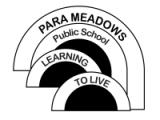 PARA MEADOWS
Public School
LEARNING
TO LIVE